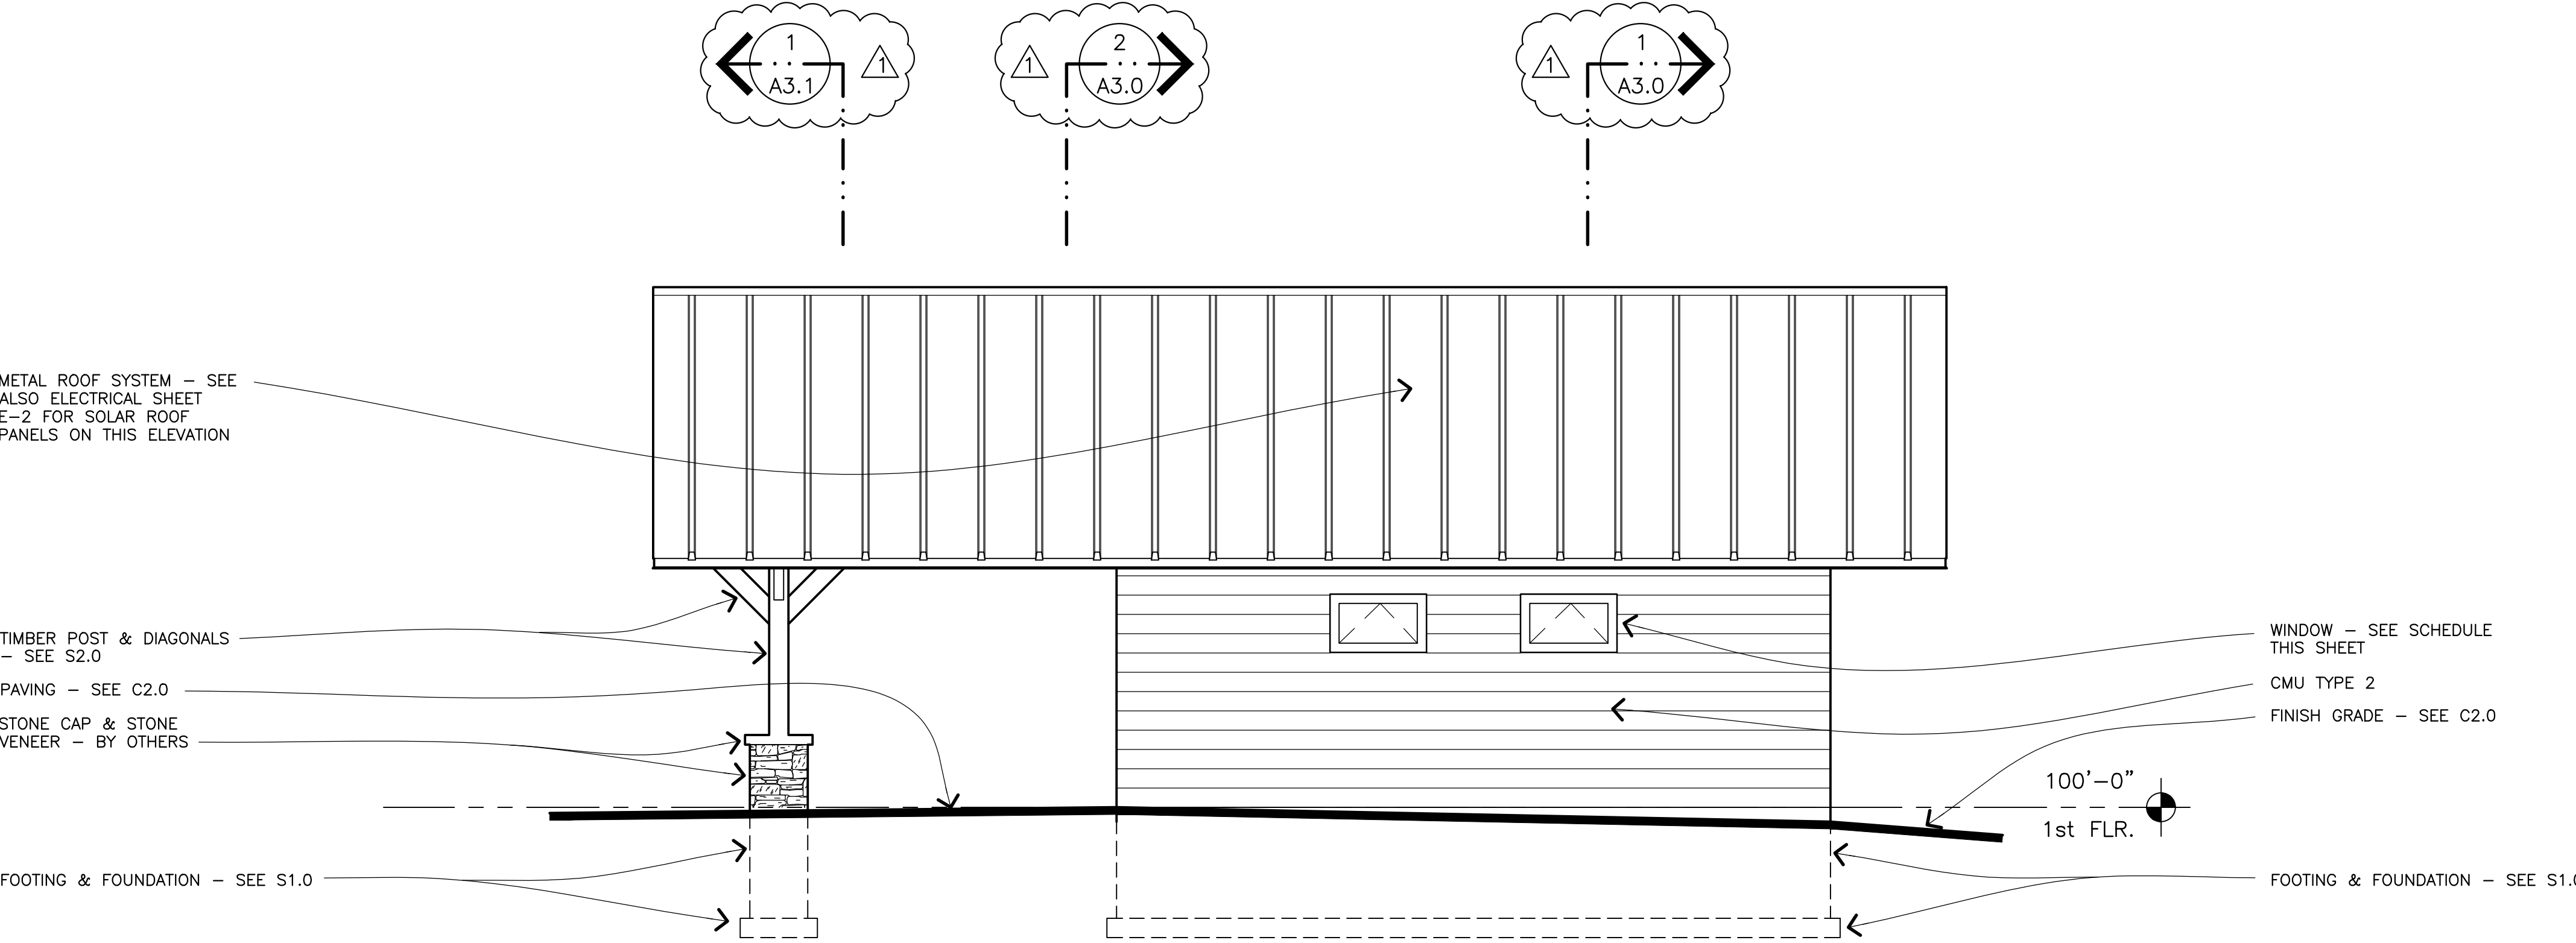 1
A3.1
1
1
2
A3.0
1
1
A3.0
METAL ROOF SYSTEM – SEE
ALSO ELECTRICAL SHEET
E–2 FOR SOLAR ROOF
PANELS ON THIS ELEVATION
TIMBER POST & DIAGONALS
– SEE S2.0
PAVING – SEE C2.0
STONE CAP & STONE
VENEER – BY OTHERS
FOOTING & FOUNDATION – SEE S1.0
WINDOW – SEE SCHEDULE
THIS SHEET
CMU TYPE 2
FINISH GRADE – SEE C2.0
100'–0"
1st FLR.
FOOTING & FOUNDATION – SEE S1.0